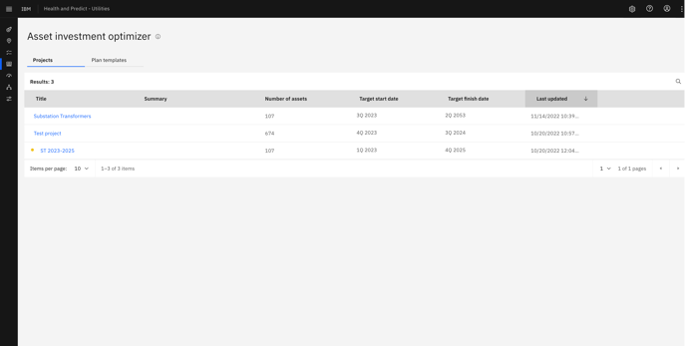 IBM Health and Predict - Utilities
Asset investment optimizer
Projects Plan templates
Results: 3
Title Summary Number of assets Target start date Target finish date Last updated
Substation Transformers 107 3Q 2023 2Q 2053 11/14/2022 10:39...
Test project 674 4Q 2023 3Q 2024 10/20/2022 10:57...
ST 2023-2025 107 1Q 2023 4Q 2025 10/20/2022 12:04...
Items per page: 10 1–3 of 3 items 1 1 of 1 pages